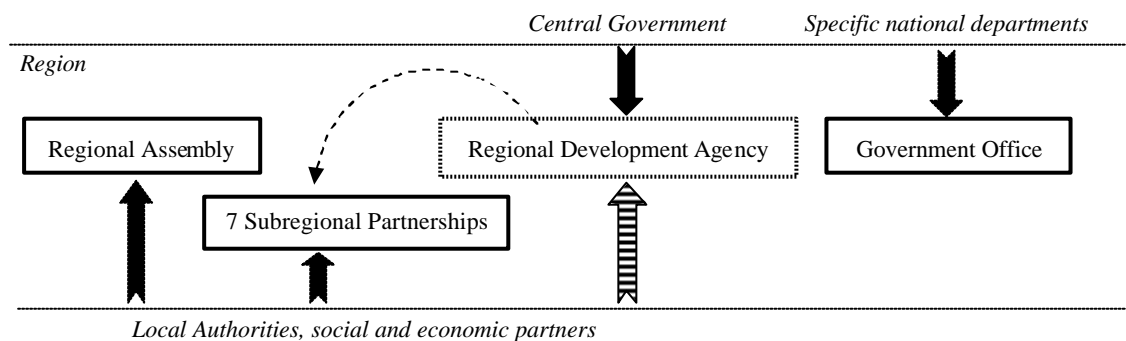 Central Government
Specific national departments
Region
Regional Assembly
Regional Development Agency
Government Office
7 Subregional Partnerships
Local Authorities, social and economic partners